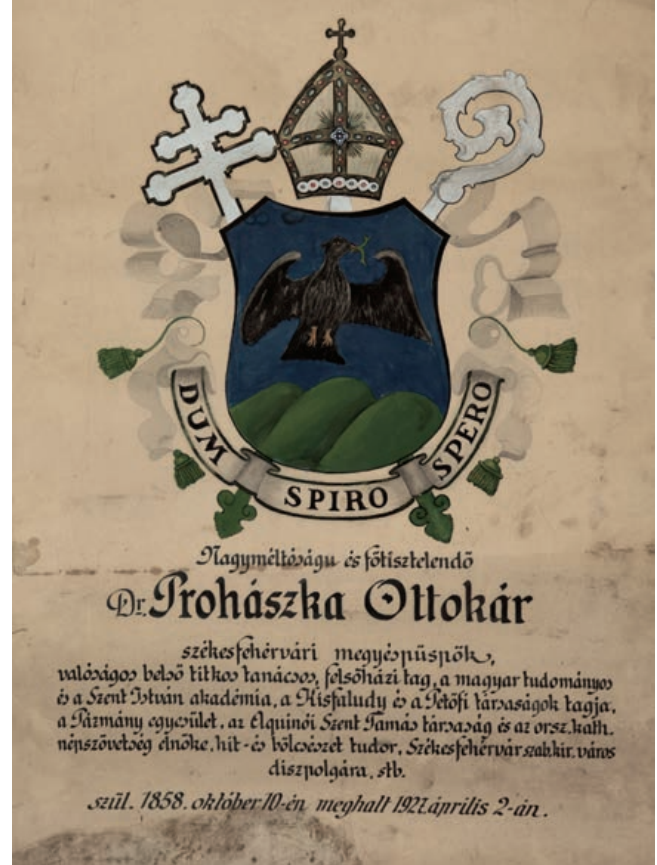 DUM SPIRO SPERO
Nagyméltóságu és főtisztelendő
Dr. Prohászka Ottokár
székesfehérvári megyéspüspök,
valóságos belső titkos tanácsos, felsőházi tag, a magyar tudományos
és a Szent István akadémia, a Kisfaludy és a Petőfi társaságok tagja,
a Pázmány egyesület, az Elquinói Szent Tamás társaság és az orsz. kath.
népszövetség elnöke, hit- és bölcsészet tudor, Székesfehérvár szab. kir. város
diszpolgára, stb.
szül. 1858. október 10-én meghalt 1927. április 2-án.